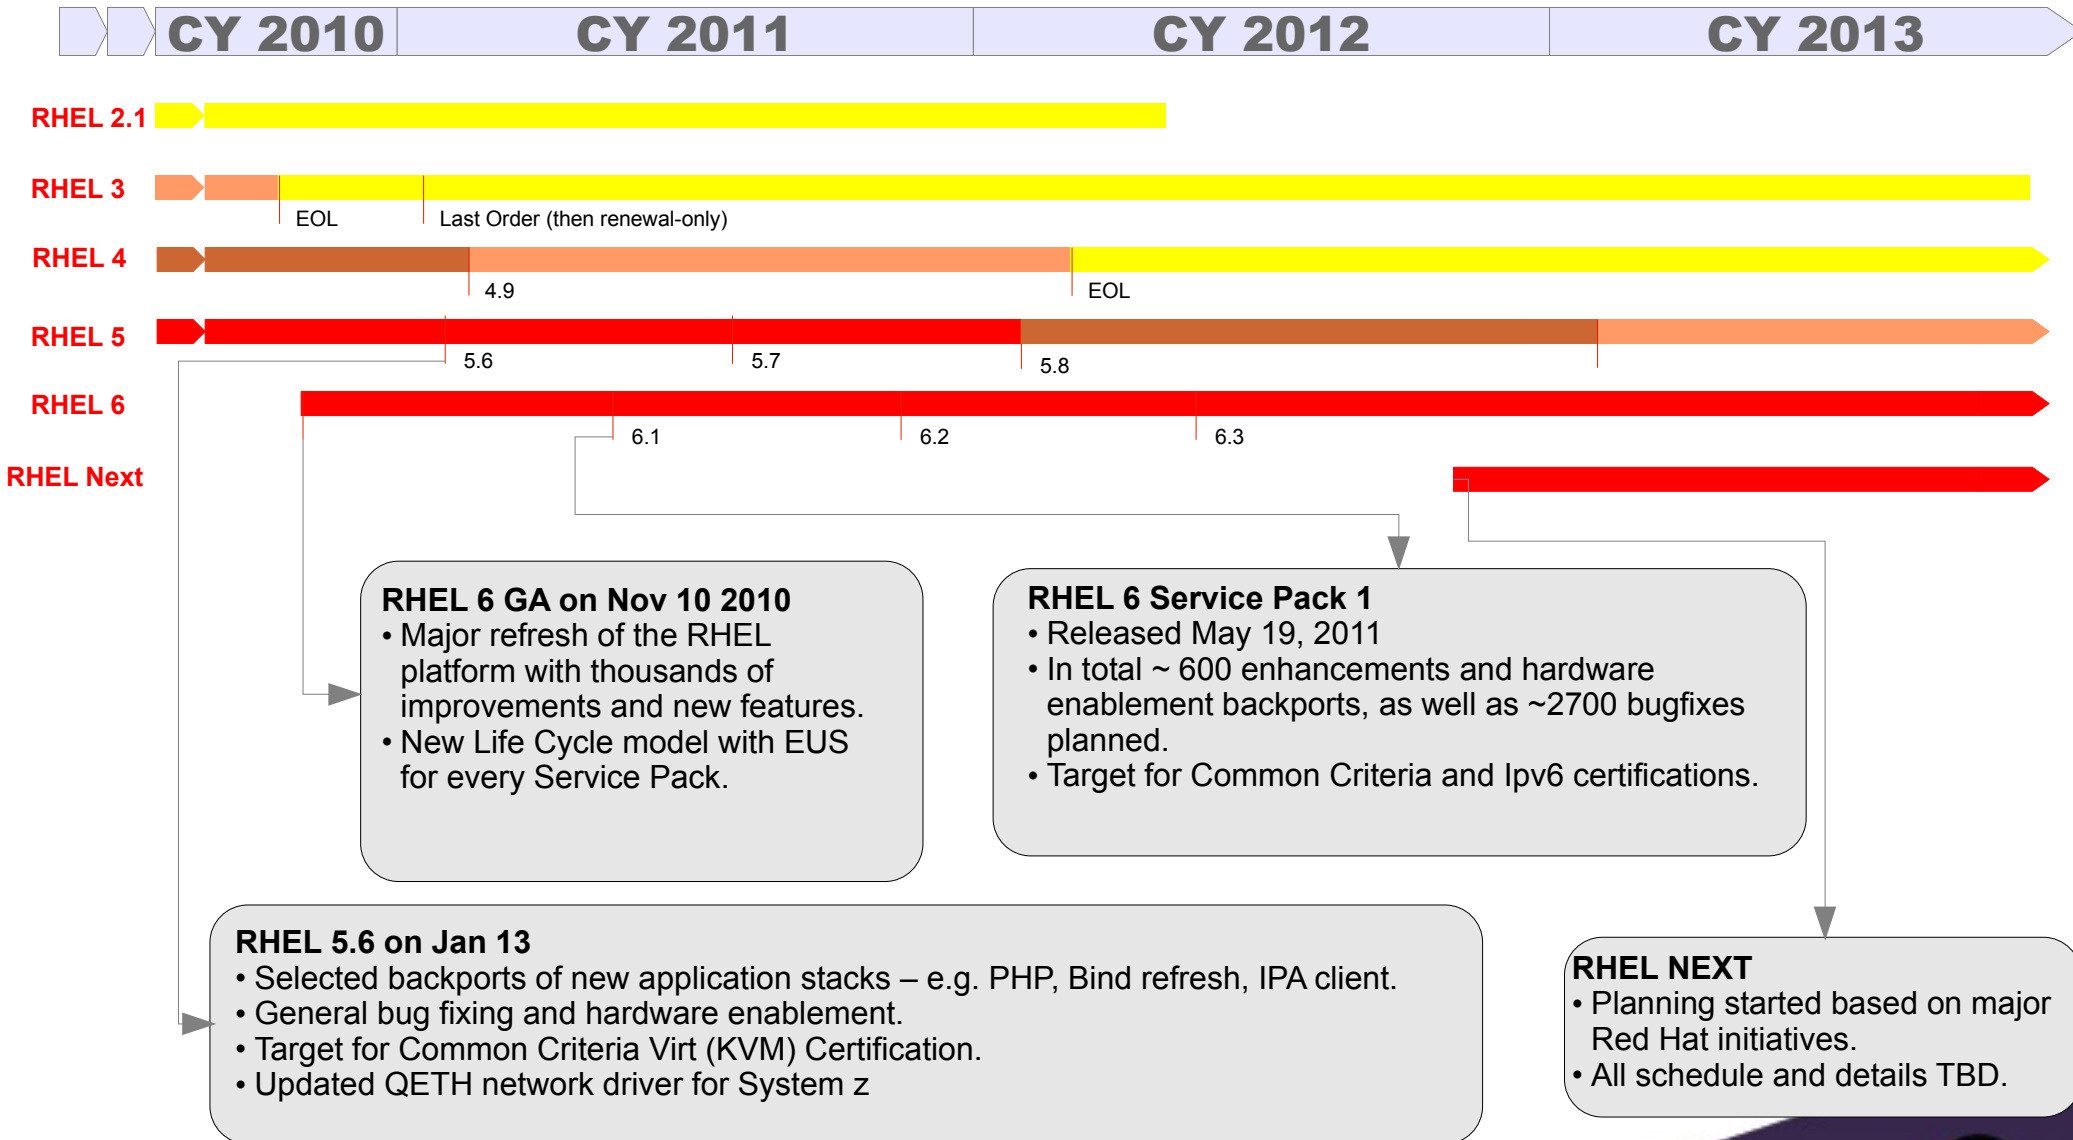 CY 2010 CY 2011 CY 2012 CY 2013
RHEL 2.1
RHEL 3
EOL Last Order (then renewal-only)
RHEL 4
4.9 EOL
RHEL 5
5.6 5.7 5.8
RHEL 6
6.1 6.2 6.3
RHEL Next
RHEL 6 GA on Nov 10 2010
• Major refresh of the RHEL
platform with thousands of
improvements and new features.
• New Life Cycle model with EUS
for every Service Pack.
RHEL 6 Service Pack 1
• Released May 19, 2011
• In total ~ 600 enhancements and hardware
enablement backports, as well as ~2700 bugfixes
planned.
• Target for Common Criteria and Ipv6 certifications.
RHEL 5.6 on Jan 13
• Selected backports of new application stacks – e.g. PHP, Bind refresh, IPA client.
• General bug fixing and hardware enablement.
• Target for Common Criteria Virt (KVM) Certification.
• Updated QETH network driver for System z
RHEL NEXT
• Planning started based on major
Red Hat initiatives.
• All schedule and details TBD.